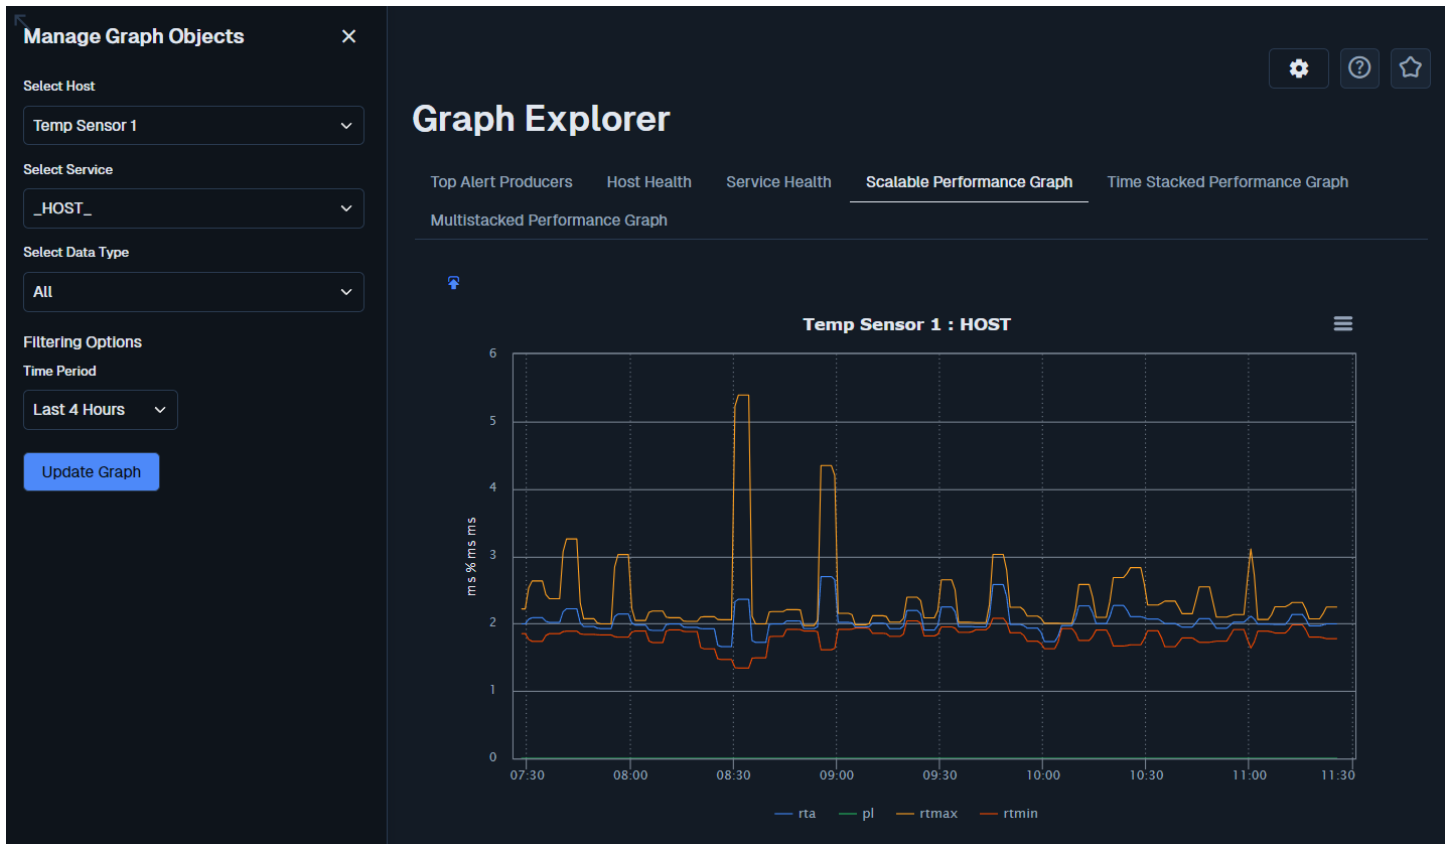 Manage Graph Objects
Select Host
Temp Sensor 1
Select Service
_HOST_
Select Data Type
All
Filtering Options
Time Period
Last 4 Hours
Update Graph
Graph Explorer
Top Alert Producers Host Health Service Health Scalable Performance Graph Time Stacked Performance Graph
Multistacked Performance Graph
Temp Sensor 1 : HOST
ms % ms ms
6
5
4
3
2
1
0
07:30 08:00 08:30 09:00 09:30 10:00 10:30 11:00 11:30
rta pl rtmax rtmin